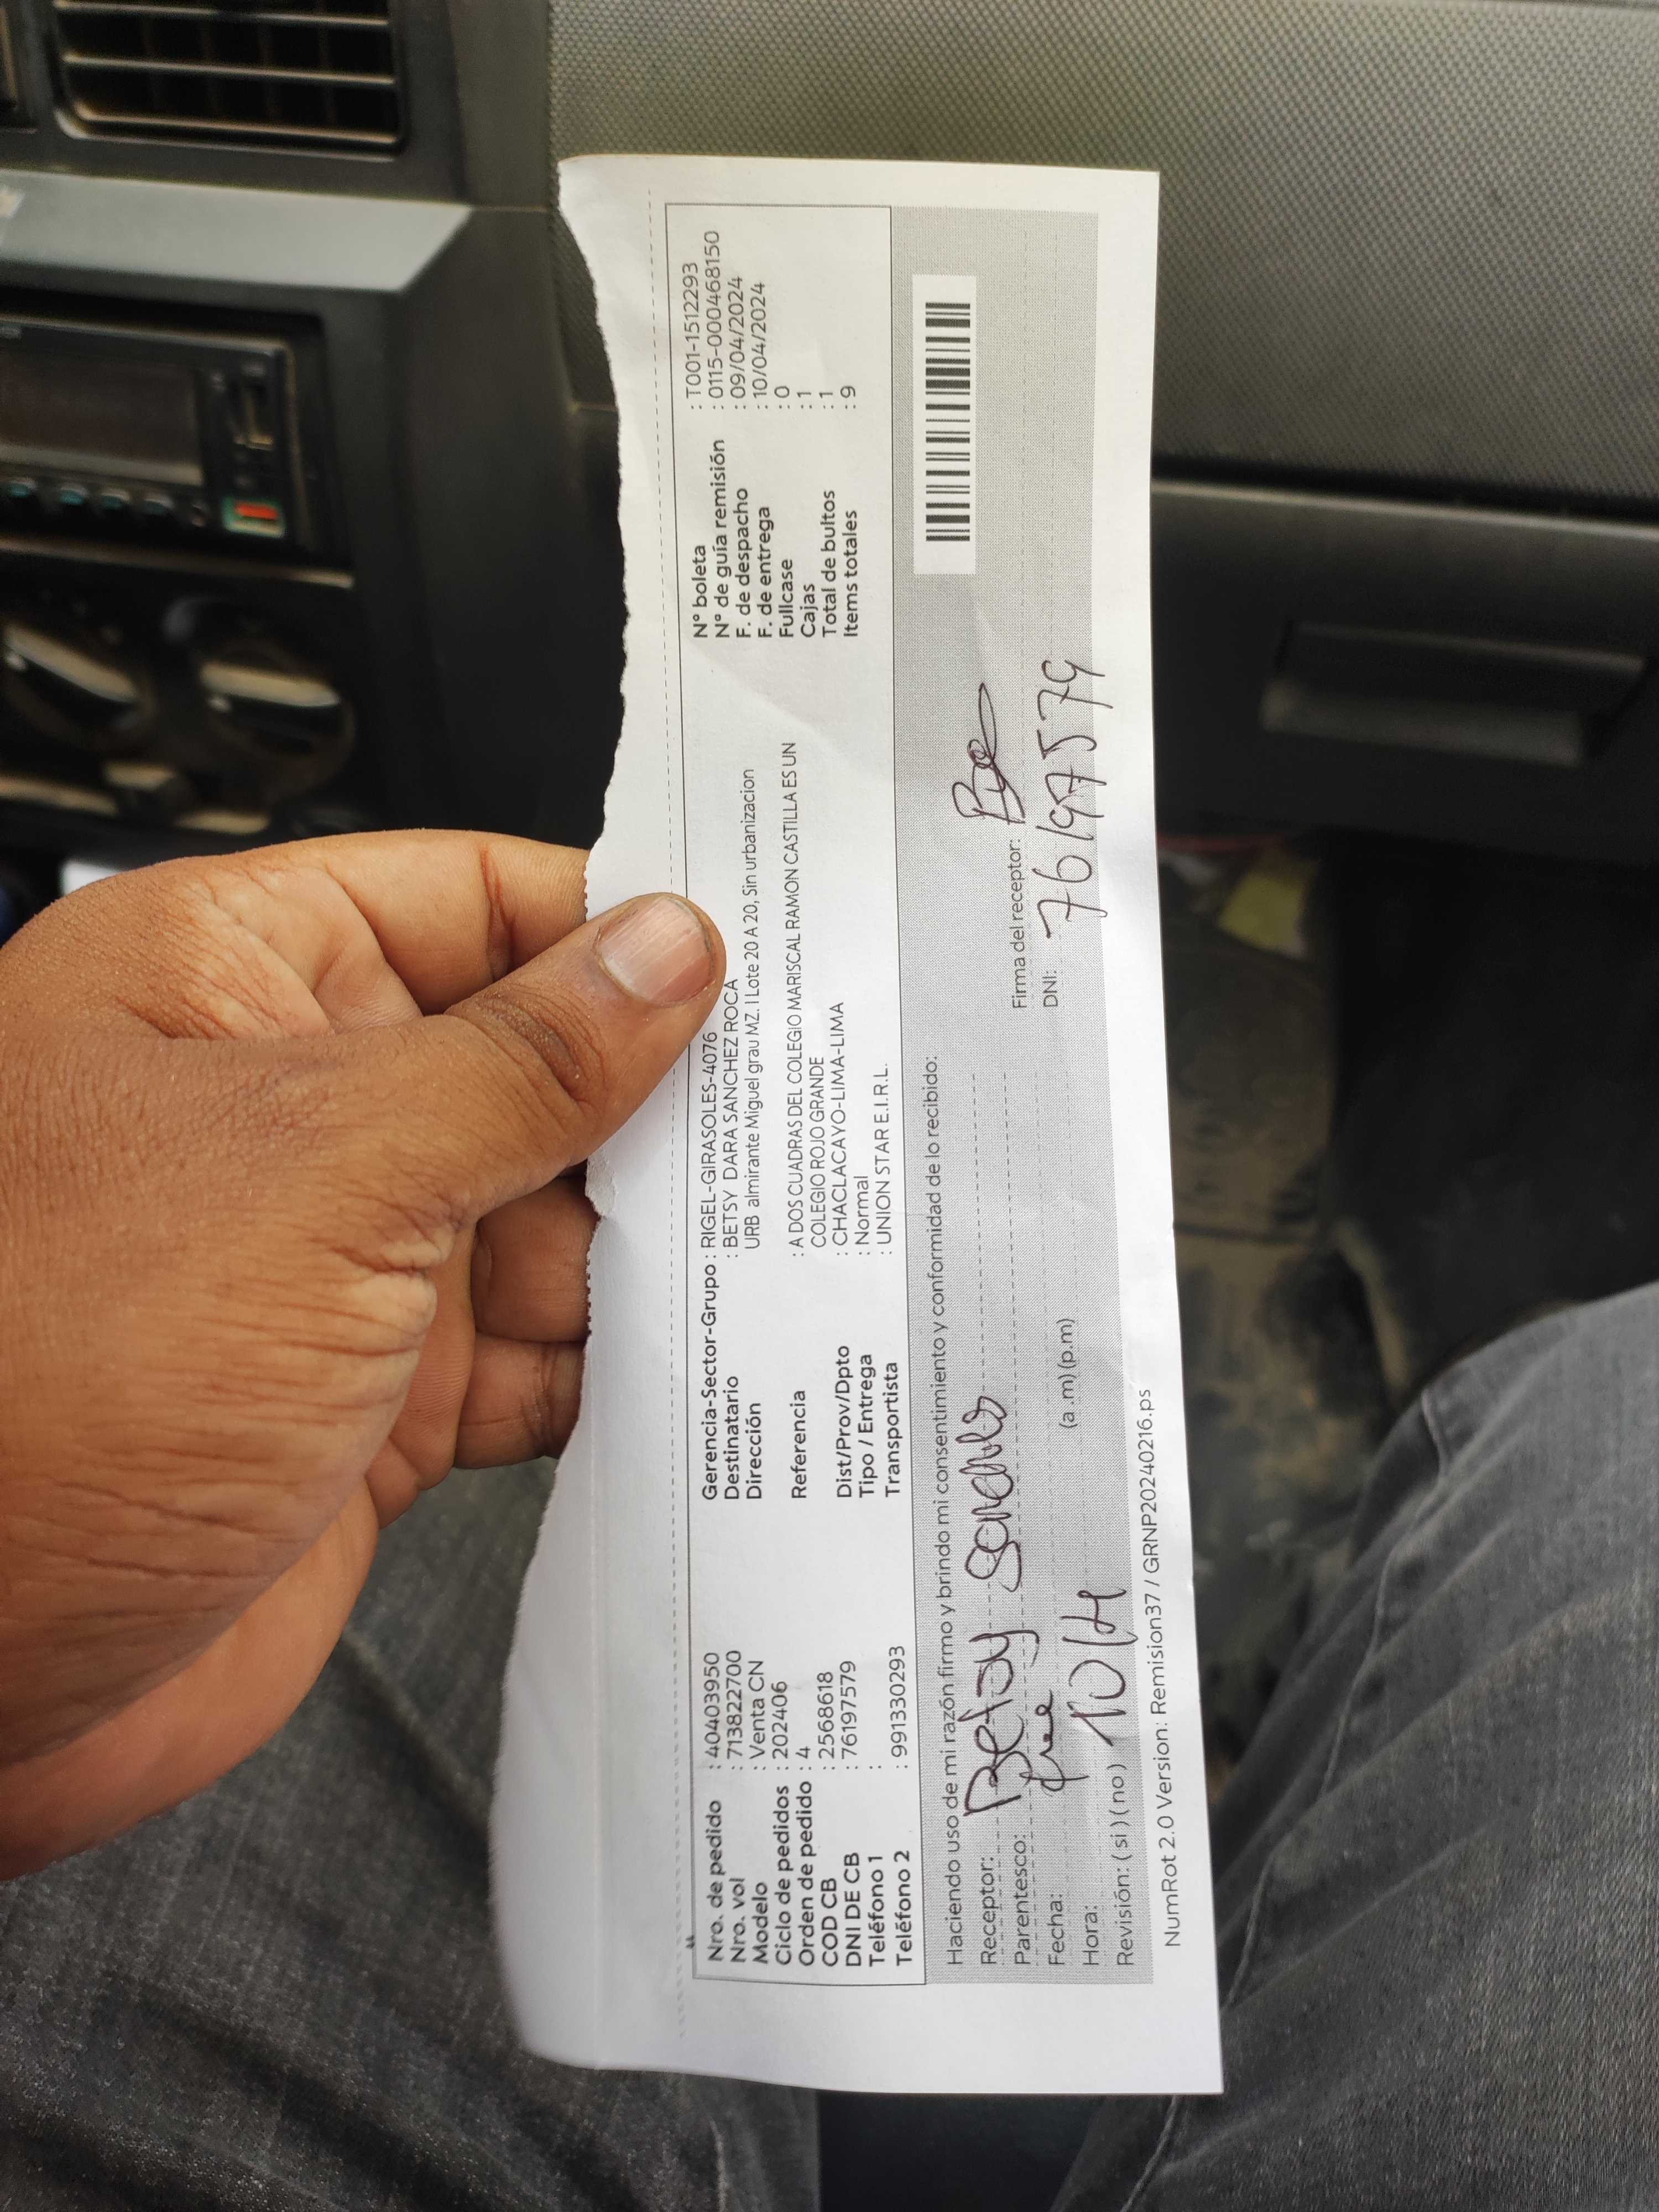 Nro. de pedido : 40403950
Nro. vol : 713822700
Modelo : Venta CN
Ciclo de pedidos : 202406
Orden de pedido : 4
COD CB : 2568618
DNI DE CB : 76197579
Teléfono 1 :
Teléfono 2 : 991330293
Gerencia-Sector-Grupo : RIGEL-GIRASOLES-4076
Destinatario : BETSY DARA SANCHEZ ROCA
Dirección URB almirante Miguel grau MZ. I Lote 20 A 20, Sin urbanizacion
Referencia : A DOS CUADRAS DEL COLEGIO MARISCAL RAMON CASTILLA ES UN
COLEGIO ROJO GRANDE
Dist/Prov/Dpto : CHACLACAYO-LIMA-LIMA
Tipo / Entrega : Normal
Transportista : UNION STAR E.I.R.L.
N° boleta : T001-1512293
N° de guía remisión : 0115-0000468150
F. de despacho : 09/04/2024
F. de entrega : 10/04/2024
Fullcase : 0
Cajas : 1
Total de bultos : 1
Items totales : 9
Haciendo uso de mi razón firmo y brindo mi consentimiento y conformidad de lo recibido:
Receptor: Betsy Sanchez
Parentesco:
Fecha: 10/4
Hora: (a .m) (p.m)
Revisión: ( si ) ( no )
Firma del receptor:
DNI: 76197579
NumRot 2.0 Version: Remision37 / GRNP20240216.ps